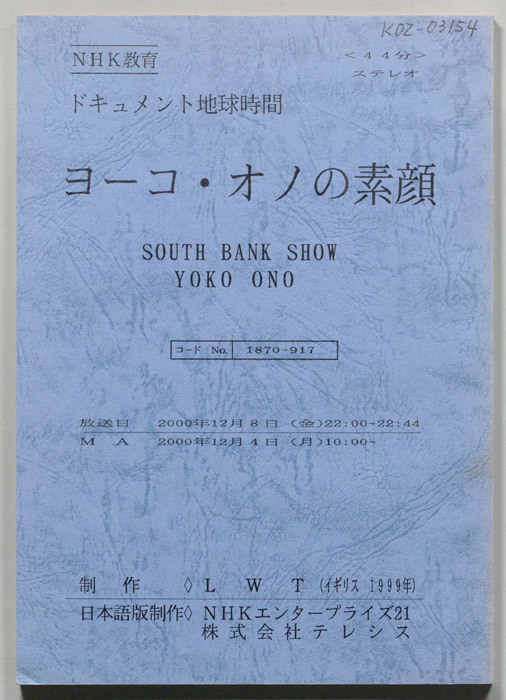 KDZ-03154
NHK教育
<44分>
ステレオ
ドキュメント地球時間
ヨーコ・オノの素顔
SOUTH BANK SHOW
YOKO ONO
コード No. 1870-917
放送日 2000年12月8日 (金)22:00~22:44
MA 2000年12月4日 (月)10:00~
制作◇LWT(イギリス 1999年)
日本語版制作◇NHKエンタープライズ21
株式会社テレシス